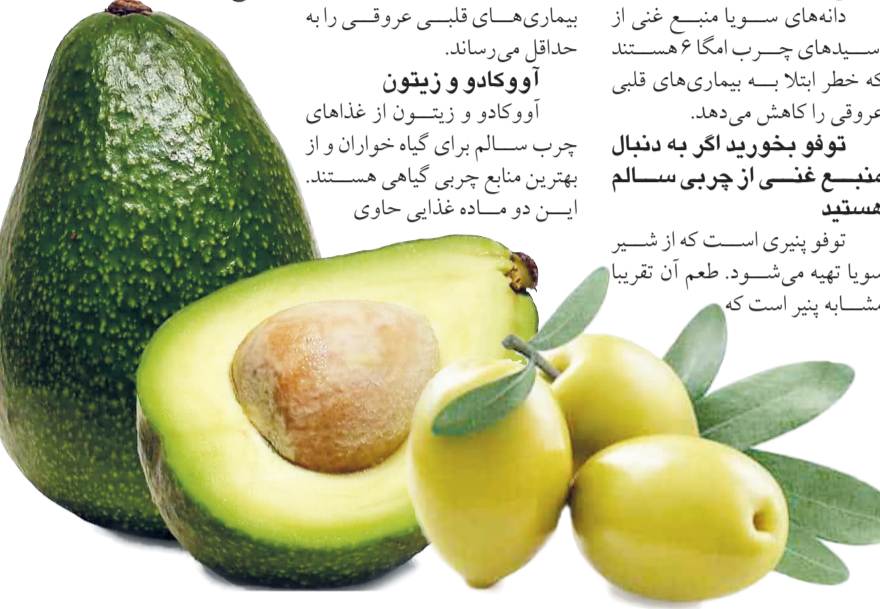 دانه‌های سویا منبع غنی از
اسیدهای چرب امگا ۶ هستند
که خطر ابتلا به بیماری‌های قلبی
عروقی را کاهش می‌دهد.
توفو بخورید اگر به دنبال
منبع غنی از چربی سالم
هستید
توفو پنیری است که از شیر
سویا تهیه می‌شود. طعم آن تقریبا
مشابه پنیر است که
بیماری‌های قلبی عروقی را به
حداقل می‌رساند.
آووکادو و زیتون
آووکادو و زیتون از غذاهای
چرب سالم برای گیاه خواران و از
بهترین منابع چربی گیاهی هستند.
این دو ماده غذایی حاوی